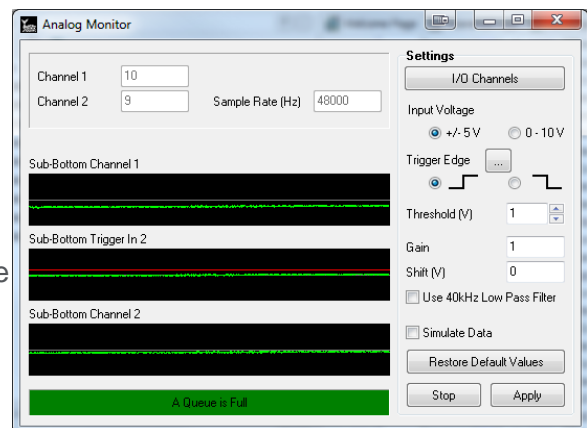 Analog Monitor
Channel 1 10
Channel 2 9 Sample Rate (Hz) 48000
Sub-Bottom Channel 1
Sub-Bottom Trigger In 2
Sub-Bottom Channel 2
A Queue is Full
Settings
I/O Channels
Input Voltage
+/- 5 V 0 - 10 V
Trigger Edge ...
Threshold (V) 1
Gain 1
Shift (V) 0
Use 40kHz Low Pass Filter
Simulate Data
Restore Default Values
Stop Apply
e